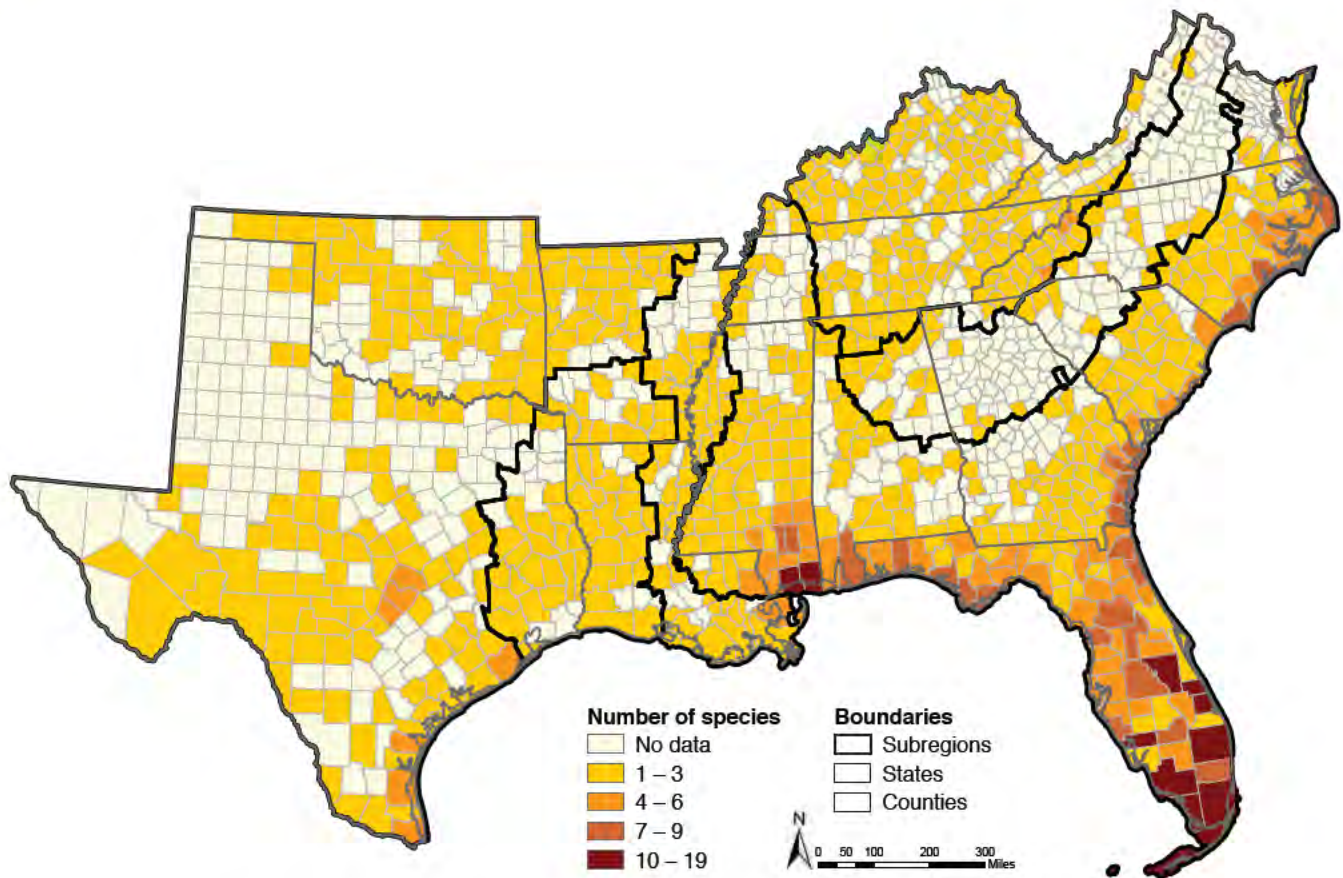 Number of species
No data
1 – 3
4 – 6
7 – 9
10 – 19
Boundaries
Subregions
States
Counties
N
0 50 100 200 300
Miles